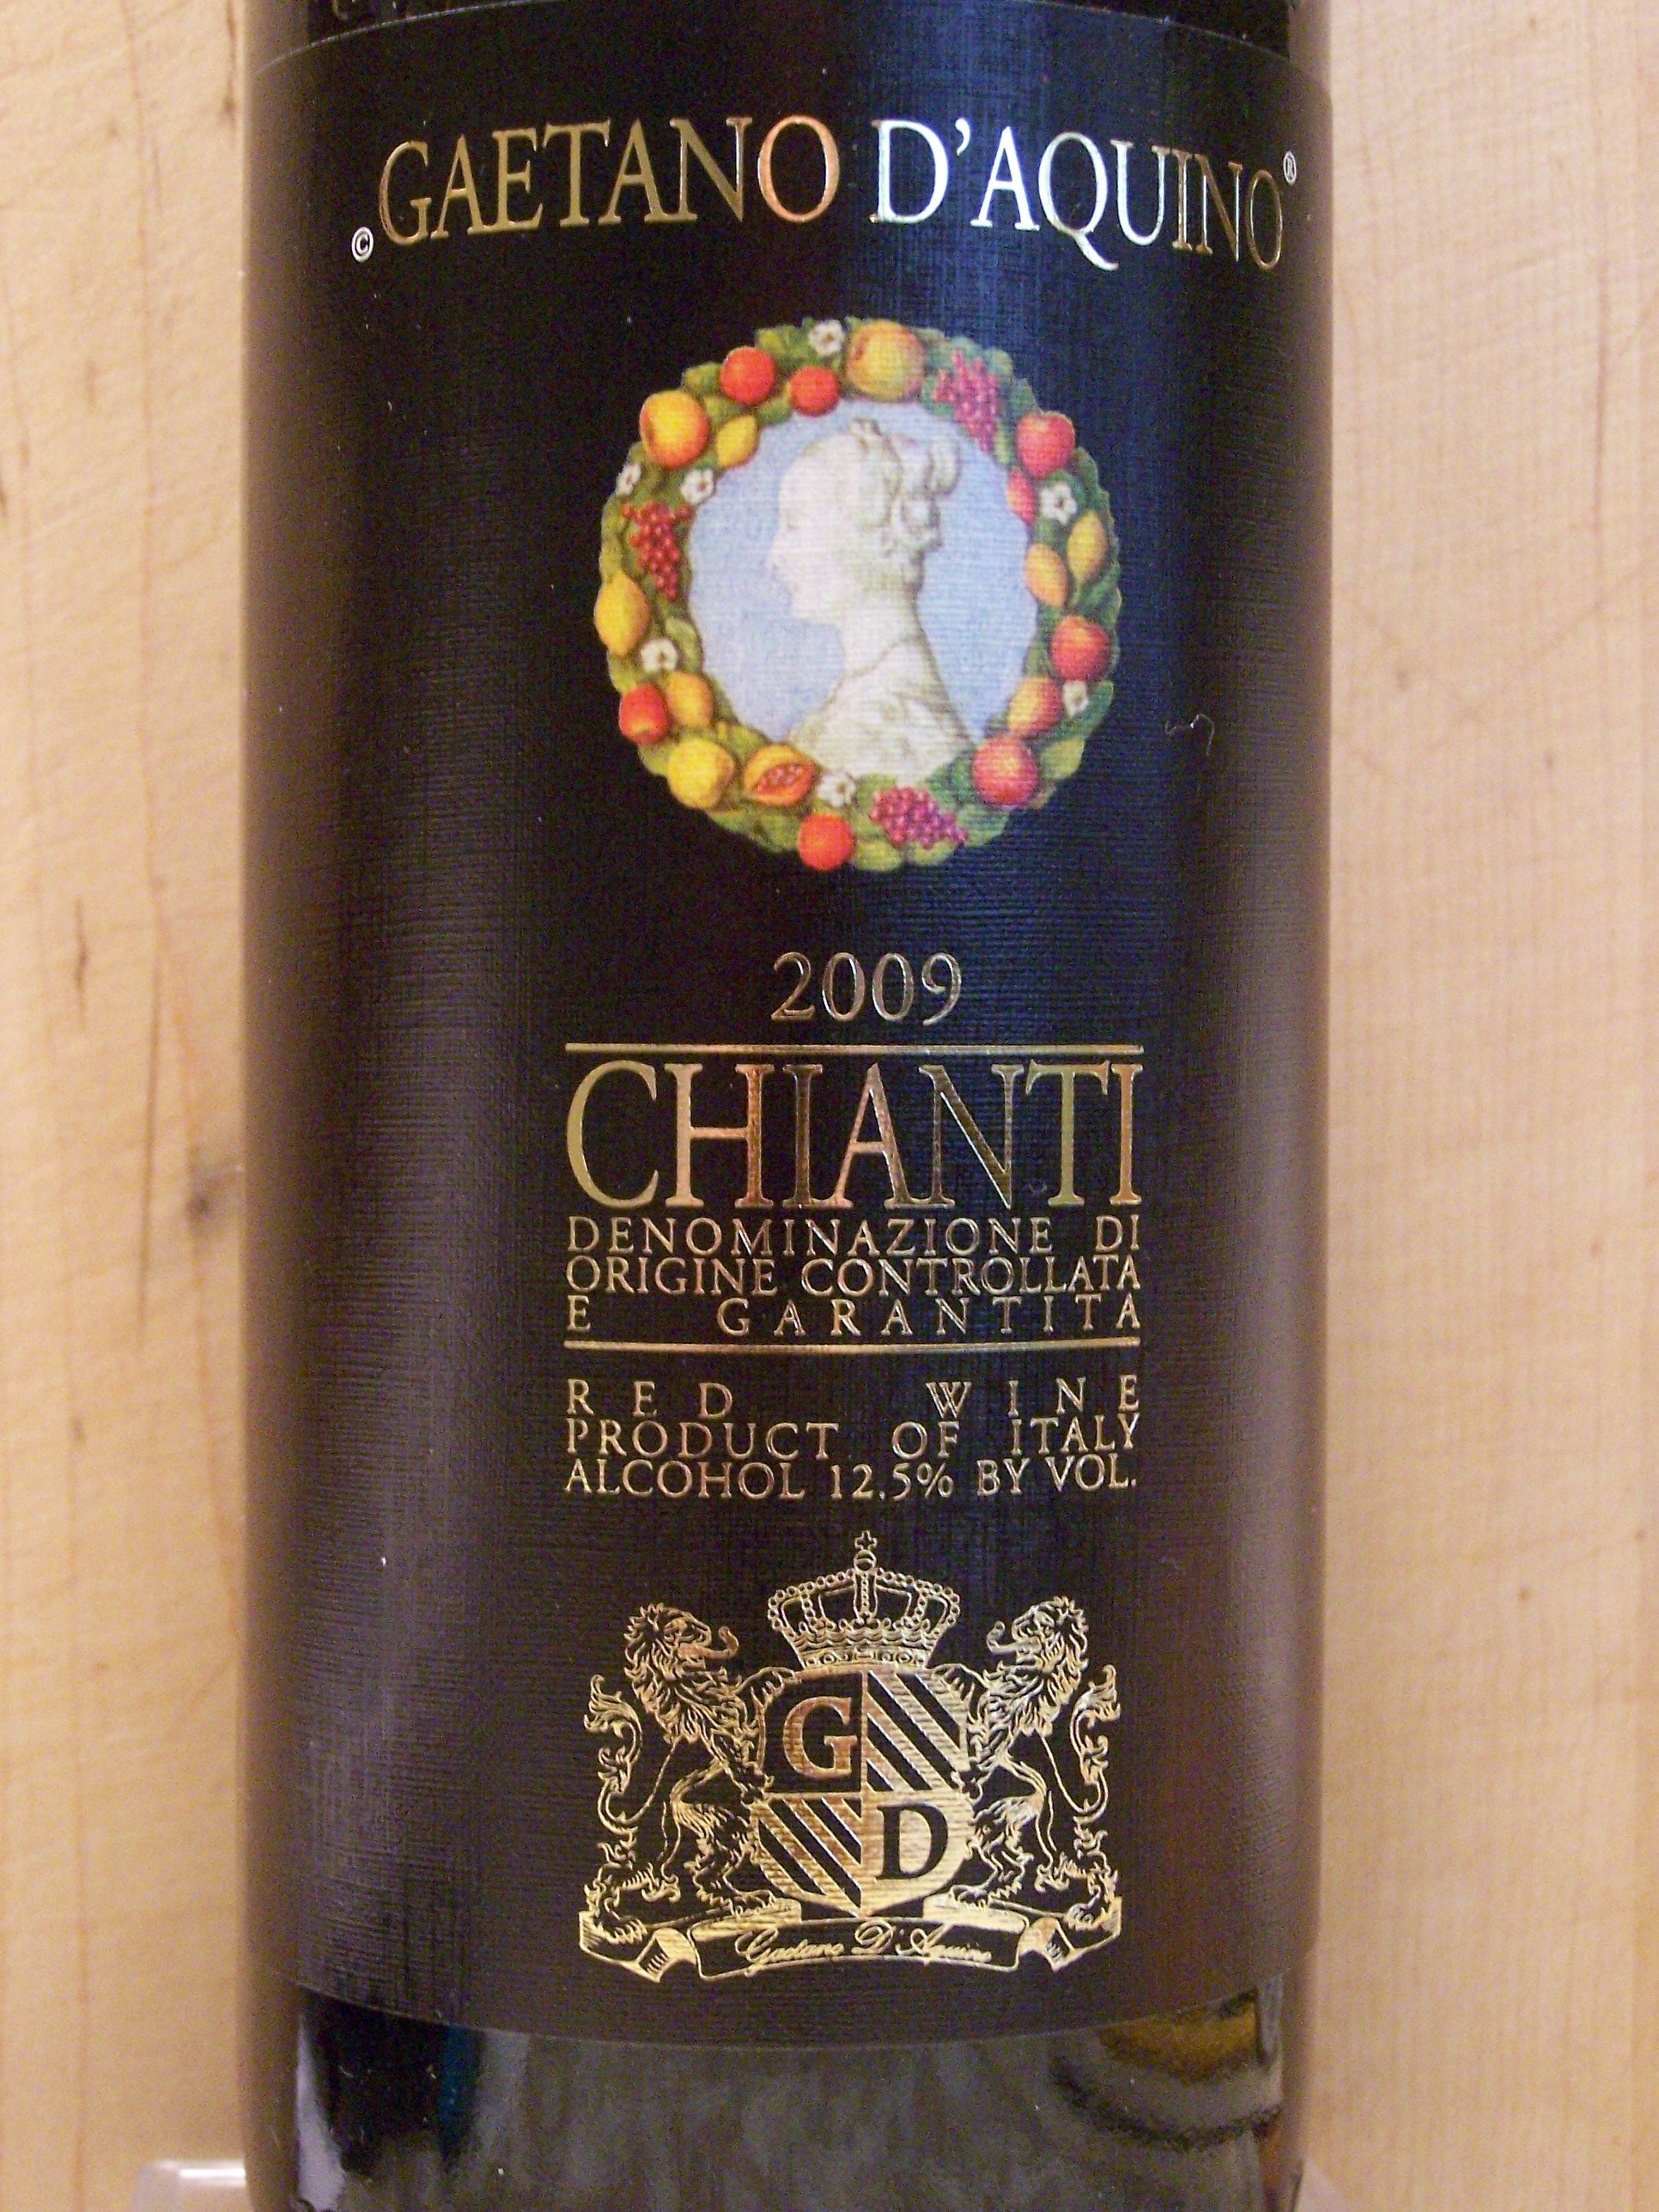 © GAETANO D'AQUINO ®
2009
CHIANTI
DENOMINAZIONE DI
ORIGINE CONTROLLATA
E GARANTITA
RED WINE
PRODUCT OF ITALY
ALCOHOL 12.5% BY VOL.
G
D
Gaetano D'Aquino